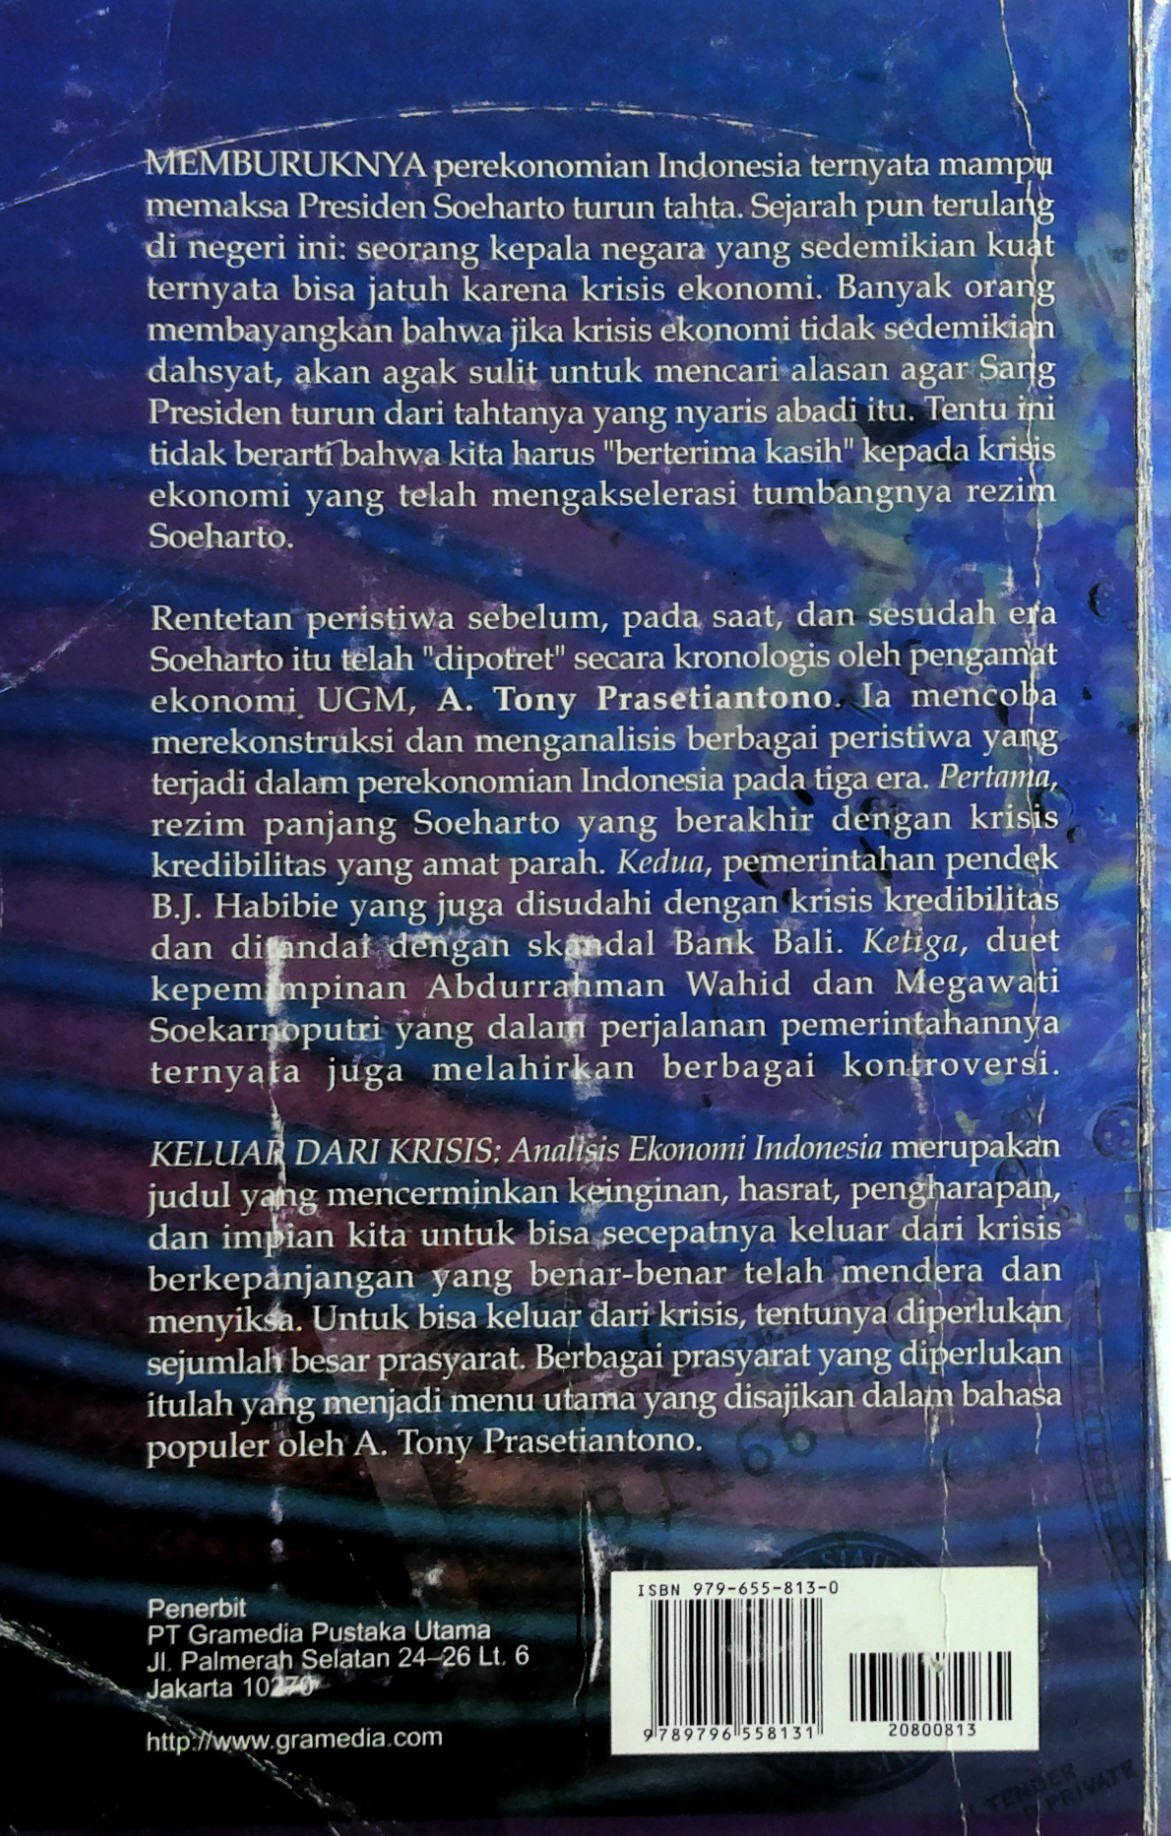 MEMBURUKNYA perekonomian Indonesia ternyata mampu
memaksa Presiden Soeharto turun tahta. Sejarah pun terulang
di negeri ini: seorang kepala negara yang sedemikian kuat
ternyata bisa jatuh karena krisis ekonomi. Banyak orang
membayangkan bahwa jika krisis ekonomi tidak sedemikian
dahsyat, akan agak sulit untuk mencari alasan agar Sang
Presiden turun dari tahtanya yang nyaris abadi itu. Tentu ini
tidak berarti bahwa kita harus "berterima kasih" kepada krisis
ekonomi yang telah mengakselerasi tumbangnya rezim
Soeharto.
Rentetan peristiwa sebelum, pada saat, dan sesudah era
Soeharto itu telah "dipotret" secara kronologis oleh pengamat
ekonomi UGM, A. Tony Prasetiantono. Ia mencoba
merekonstruksi dan menganalisis berbagai peristiwa yang
terjadi dalam perekonomian Indonesia pada tiga era. Pertama,
rezim panjang Soeharto yang berakhir dengan krisis
kredibilitas yang amat parah. Kedua, pemerintahan pendek
B.J. Habibie yang juga disudahi dengan krisis kredibilitas
dan ditandai dengan skandal Bank Bali. Ketiga, duet
kepemimpinan Abdurrahman Wahid dan Megawati
Soekarnoputri yang dalam perjalanan pemerintahannya
ternyata juga melahirkan berbagai kontroversi.
KELUAR DARI KRISIS: Analisis Ekonomi Indonesia merupakan
judul yang mencerminkan keinginan, hasrat, pengharapan,
dan impian kita untuk bisa secepatnya keluar dari krisis
berkepanjangan yang benar-benar telah mendera dan
menyiksa. Untuk bisa keluar dari krisis, tentunya diperlukan
sejumlah besar prasyarat. Berbagai prasyarat yang diperlukan
itulah yang menjadi menu utama yang disajikan dalam bahasa
populer oleh A. Tony Prasetiantono.
Penerbit
PT Gramedia Pustaka Utama
Jl. Palmerah Selatan 24–26 Lt. 6
Jakarta 10270
http://www.gramedia.com
ISBN 979-655-813-0
9789796558131
20800813
TENDER
PRIVATE